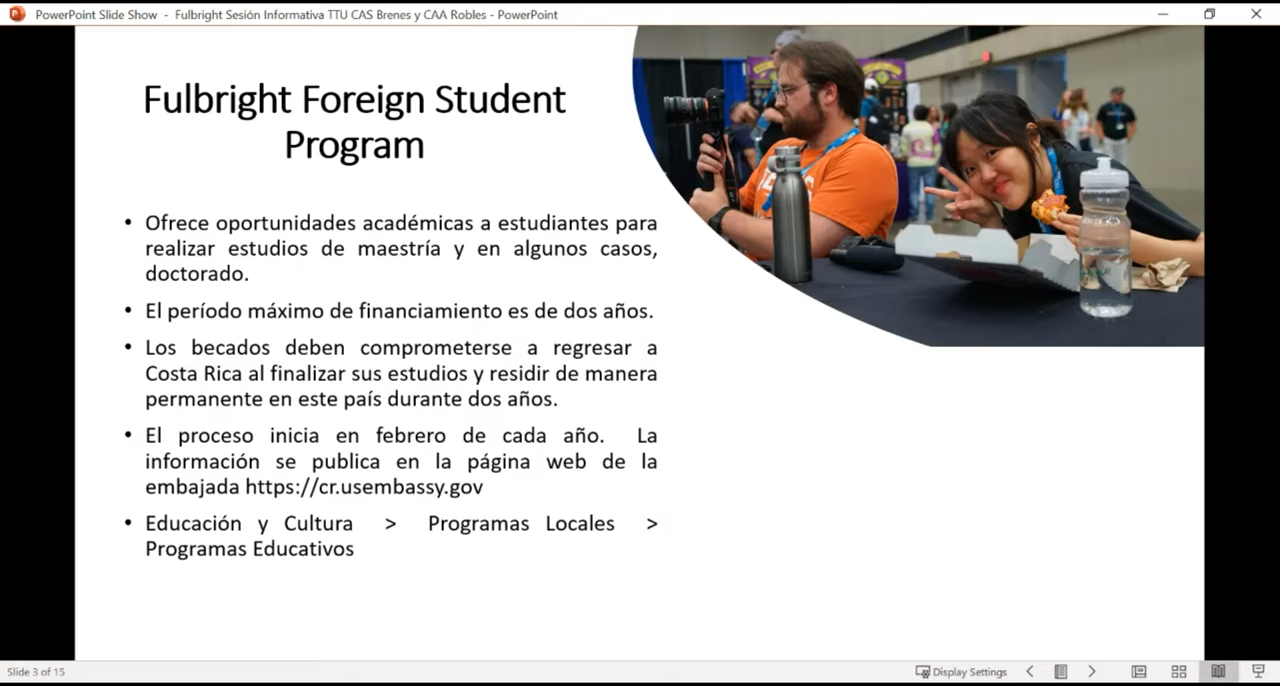 PowerPoint Slide Show - Fulbright Sesión Informativa TTU CAS Brenes y CAA Robles - PowerPoint
Fulbright Foreign Student
Program
• Ofrece oportunidades académicas a estudiantes para
realizar estudios de maestría y en algunos casos,
doctorado.
• El período máximo de financiamiento es de dos años.
• Los becados deben comprometerse a regresar a
Costa Rica al finalizar sus estudios y residir de manera
permanente en este país durante dos años.
• El proceso inicia en febrero de cada año. La
información se publica en la página web de la
embajada https://cr.usembassy.gov
• Educación y Cultura > Programas Locales >
Programas Educativos
Slide 3 of 15
Display Settings